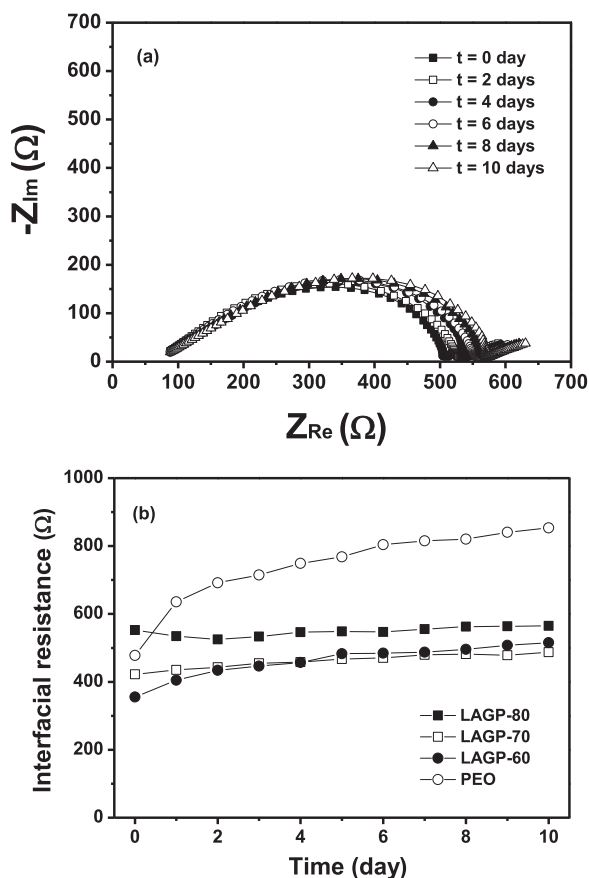 700
(a)
t = 0 day
600
t = 2 days
t = 4 days
500
t = 6 days
t = 8 days
400
t = 10 days
-ZIm (Ω)
300
200
100
0
0 100 200 300 400 500 600 700
ZRe (Ω)
1000
(b)
800
600
400
LAGP-80
LAGP-70
200
LAGP-60
PEO
0
Interfacial resistance (Ω)
0 2 4 6 8 10
Time (day)